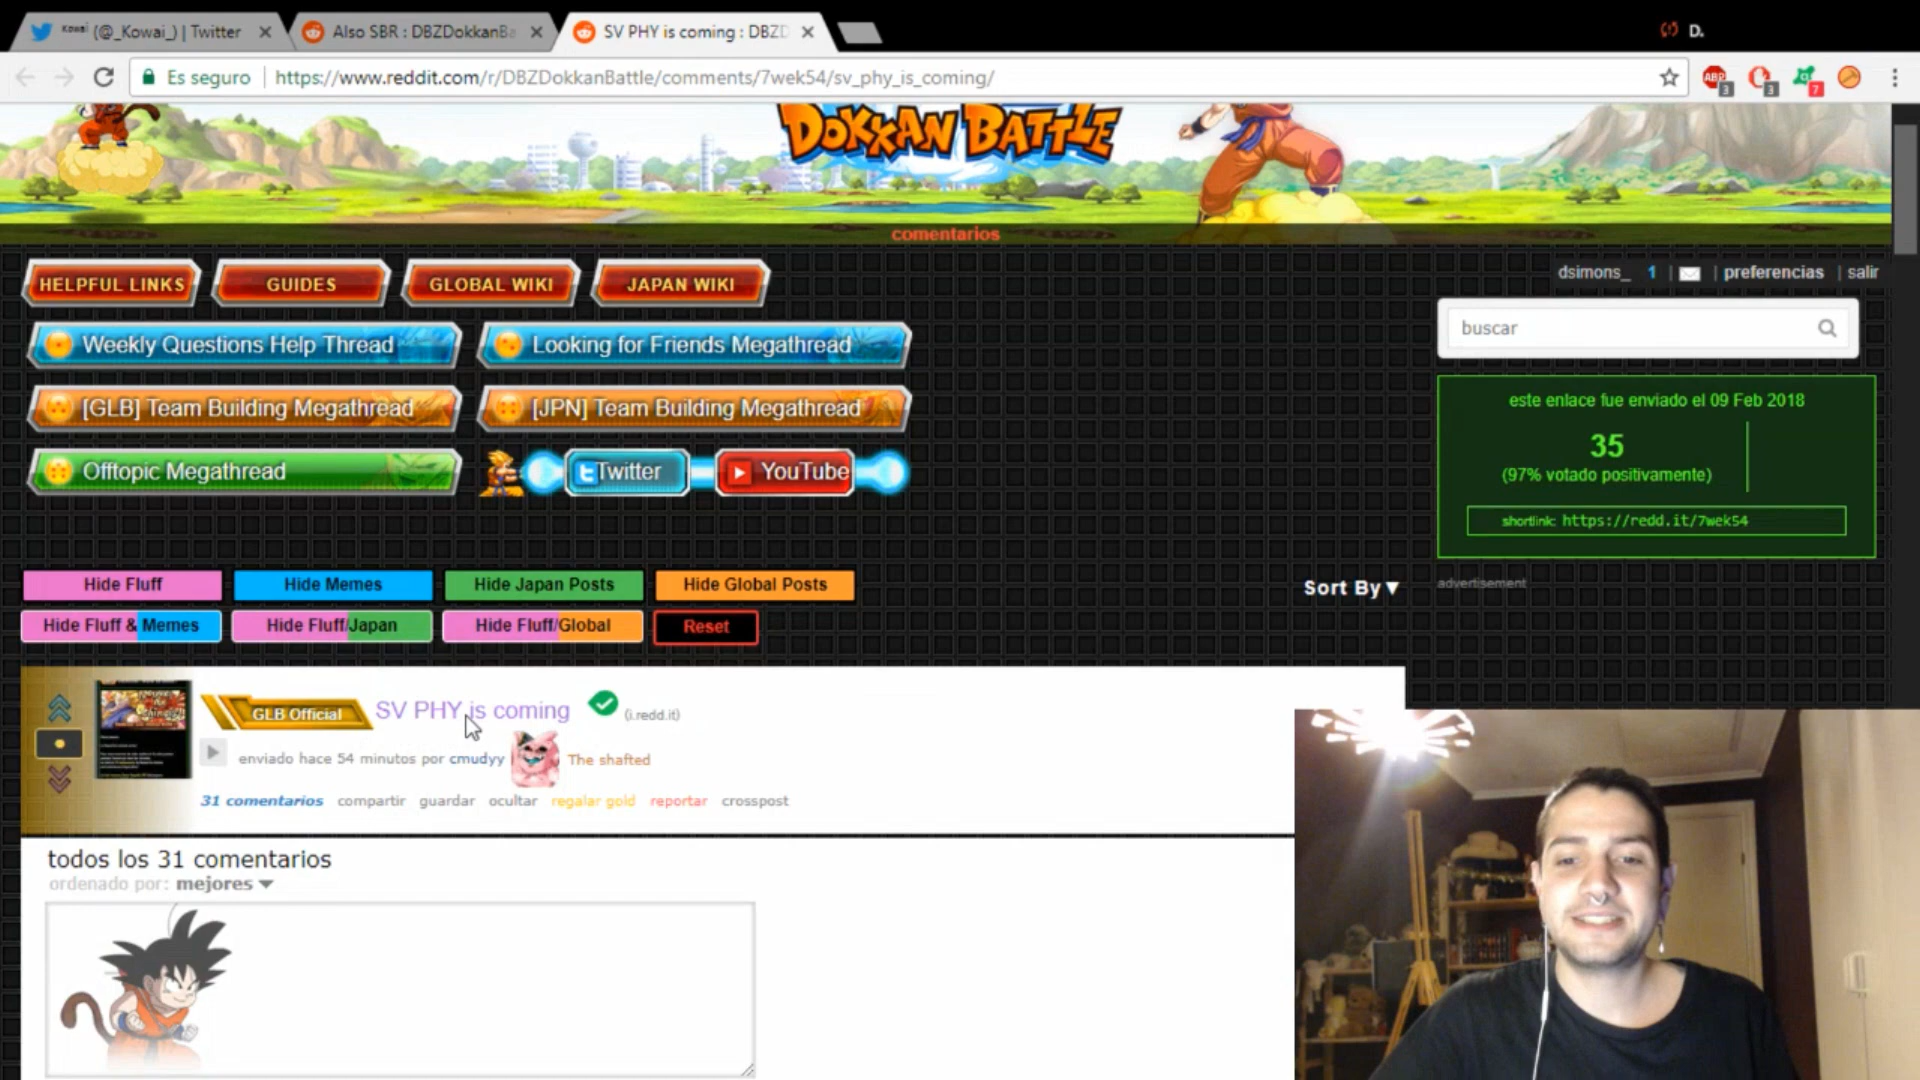 Kowai (@_Kowai_) | Twitter
Also SBR : DBZDokkanBa
SV PHY is coming : DBZD
D.
Es seguro
https://www.reddit.com/r/DBZDokkanBattle/comments/7wek54/sv_phy_is_coming/
ABP
3
3
7
DOKKAN BATTLE
comentarios
HELPFUL LINKS
GUIDES
GLOBAL WIKI
JAPAN WIKI
dsimons_ 1 | | preferencias | salir
Weekly Questions Help Thread
Looking for Friends Megathread
buscar
[GLB] Team Building Megathread
[JPN] Team Building Megathread
este enlace fue enviado el 09 Feb 2018
35
(97% votado positivamente)
shortlink: https://redd.it/7wek54
Offtopic Megathread
Twitter
YouTube
Hide Fluff
Hide Memes
Hide Japan Posts
Hide Global Posts
Sort By▼
advertisement
Hide Fluff & Memes
Hide Fluff/Japan
Hide Fluff/Global
Reset
GLB Official
SV PHY is coming
(i.redd.it)
enviado hace 54 minutos por cmudyy
The shafted
31 comentarios compartir guardar ocultar regalar gold reportar crosspost
todos los 31 comentarios
ordenado por: mejores